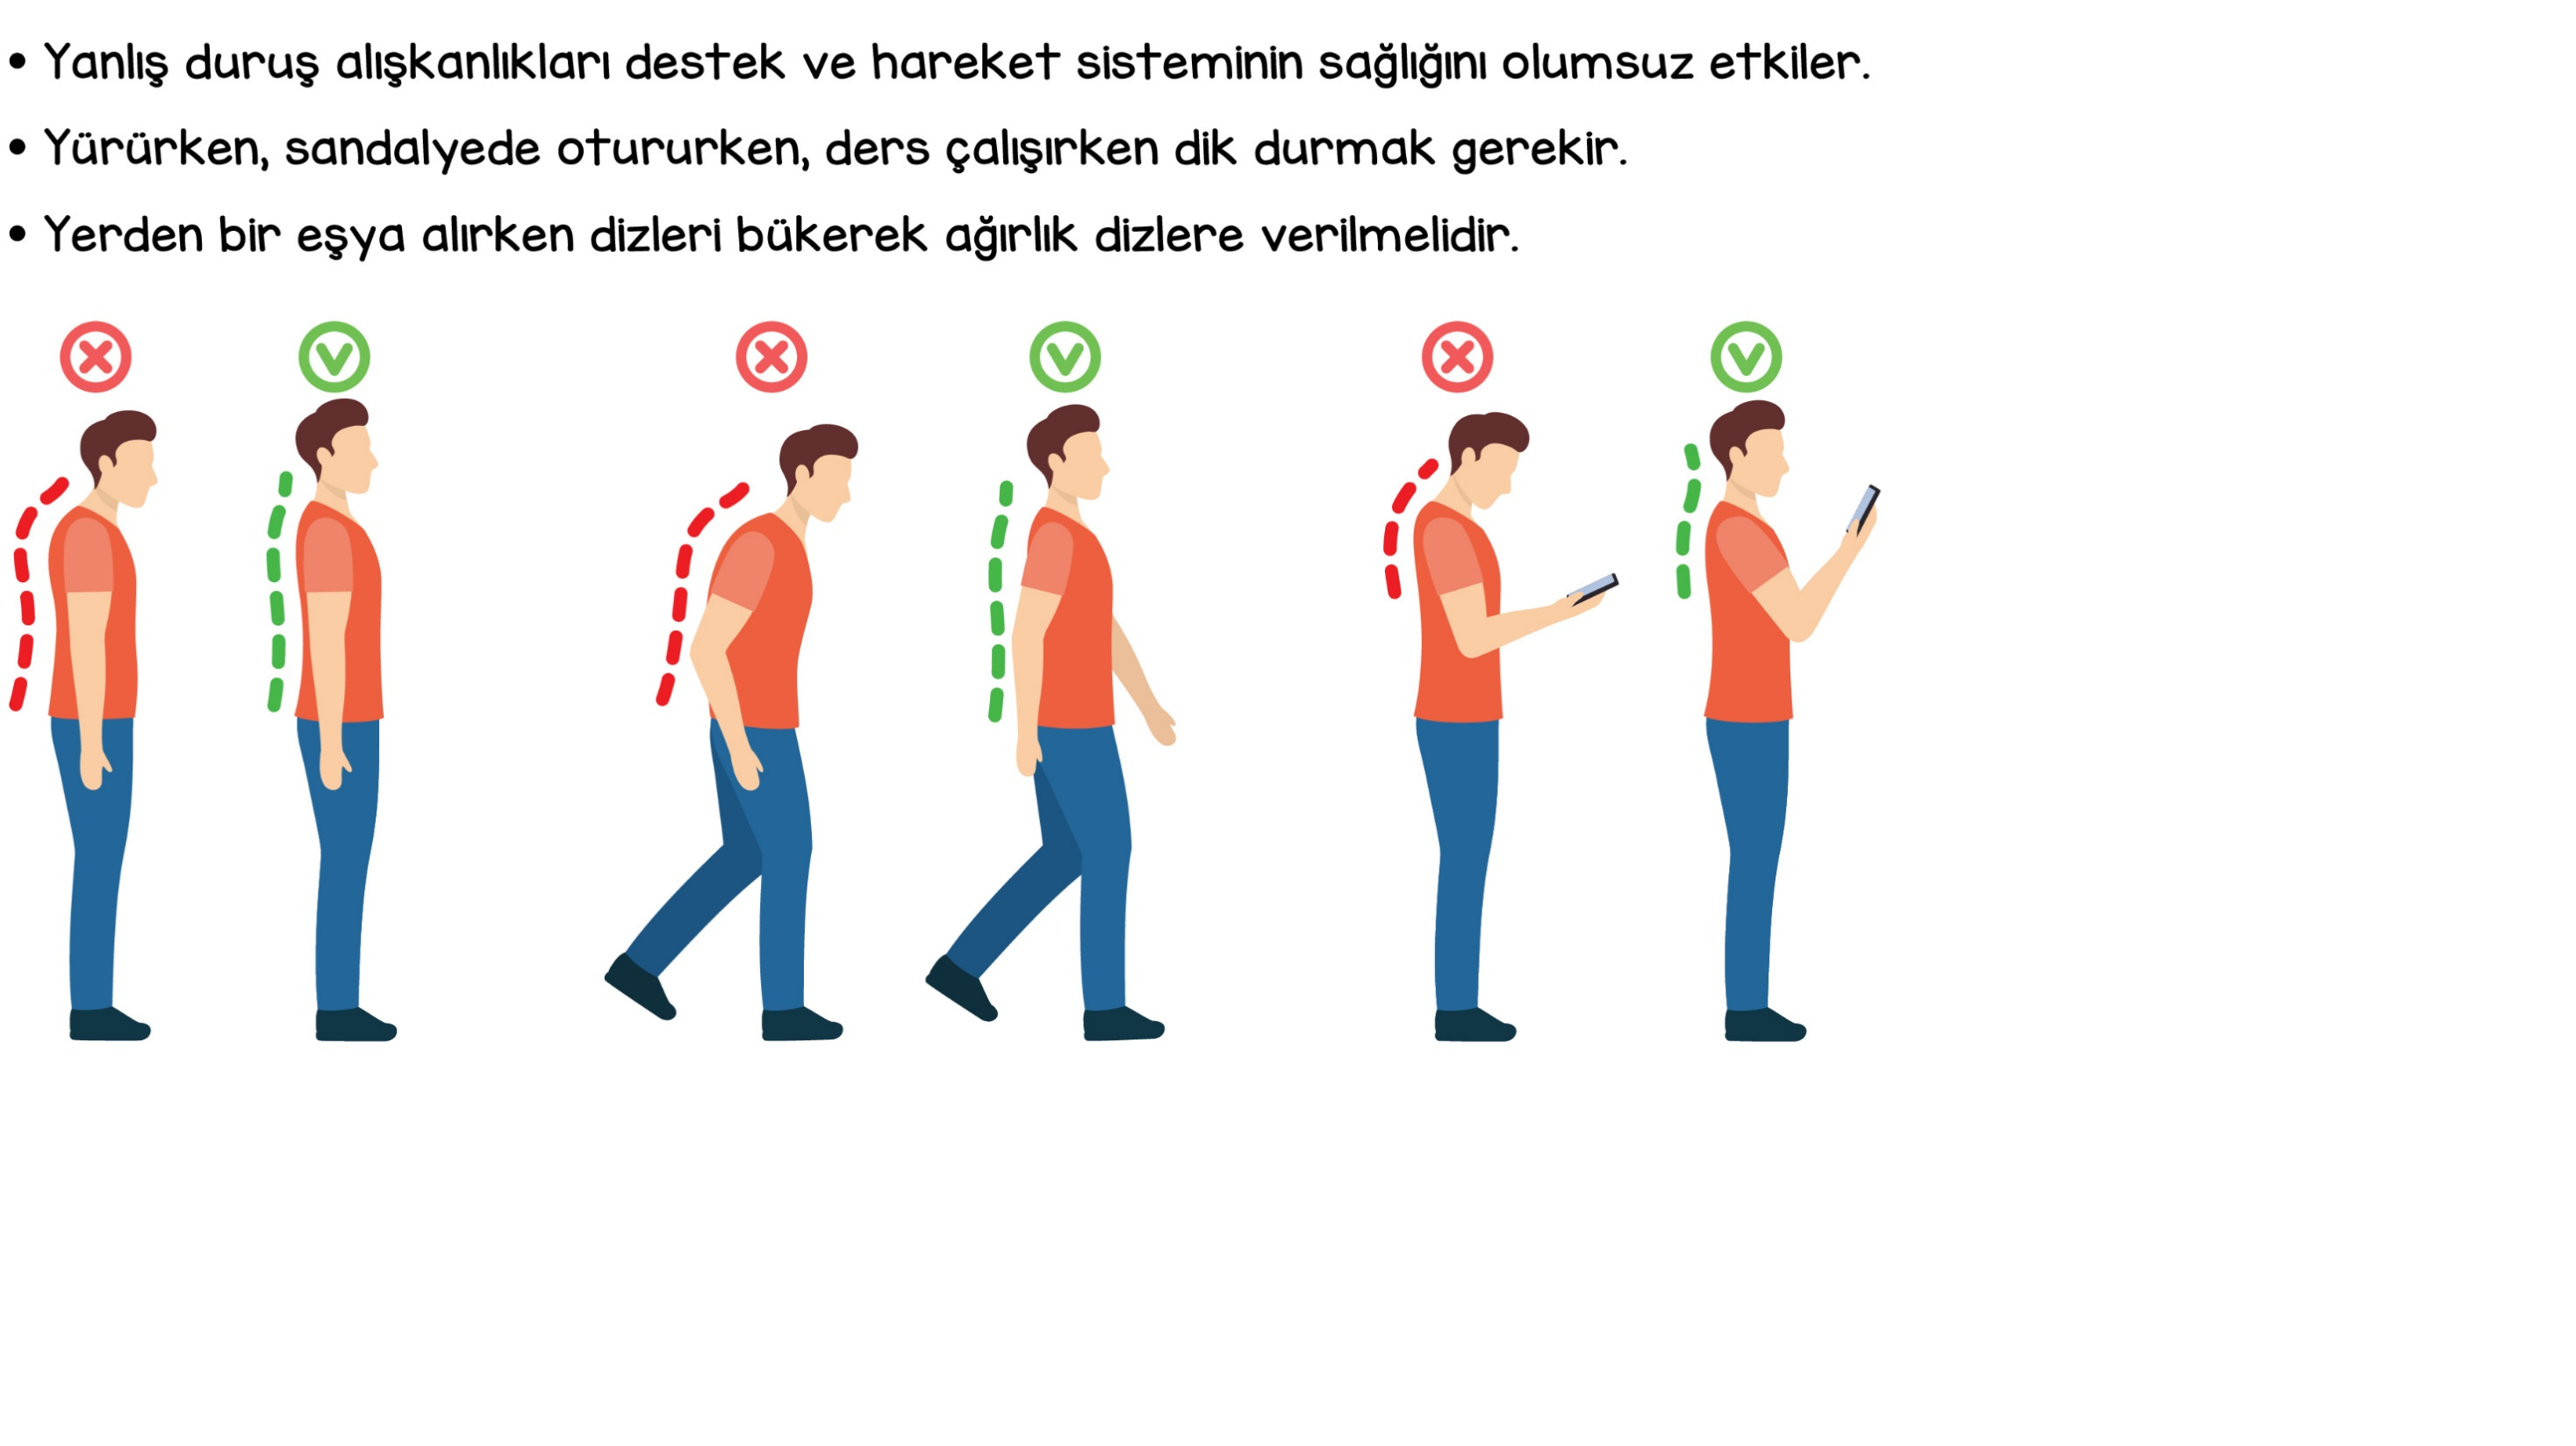 • Yanlış duruş alışkanlıkları destek ve hareket sisteminin sağlığını olumsuz etkiler.
• Yürürken, sandalyede otururken, ders çalışırken dik durmak gerekir.
• Yerden bir eşya alırken dizleri bükerek ağırlık dizlere verilmelidir.